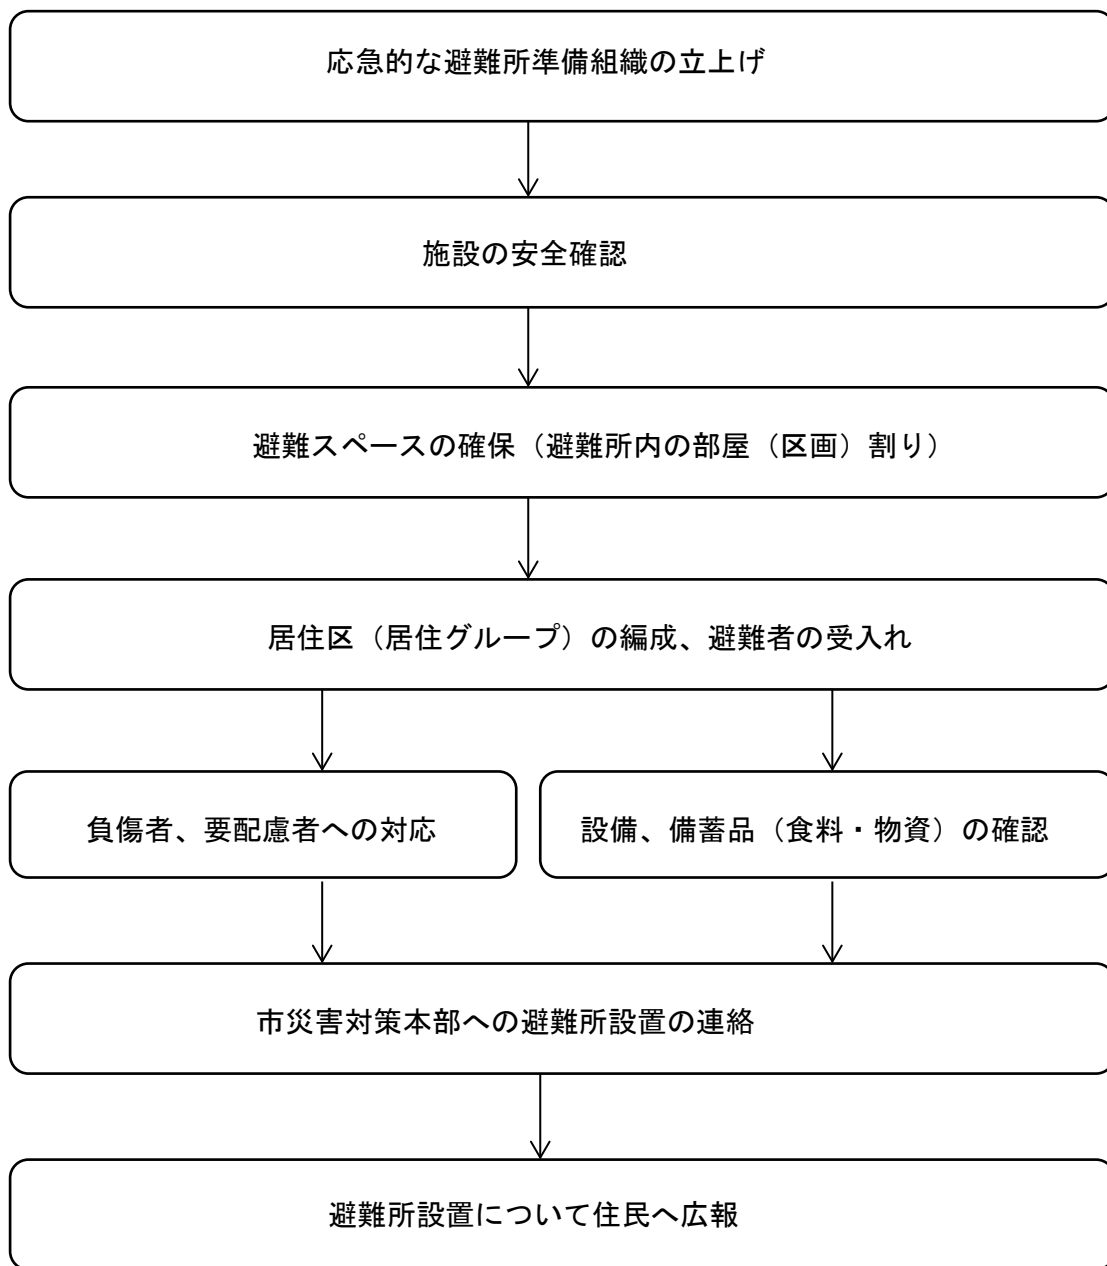 応急的な避難所準備組織の立上げ
施設の安全確認
避難スペースの確保（避難所内の部屋（区画）割り）
居住区（居住グループ）の編成、避難者の受入れ
負傷者、要配慮者への対応
設備、備蓄品（食料・物資）の確認
市災害対策本部への避難所設置の連絡
避難所設置について住民へ広報